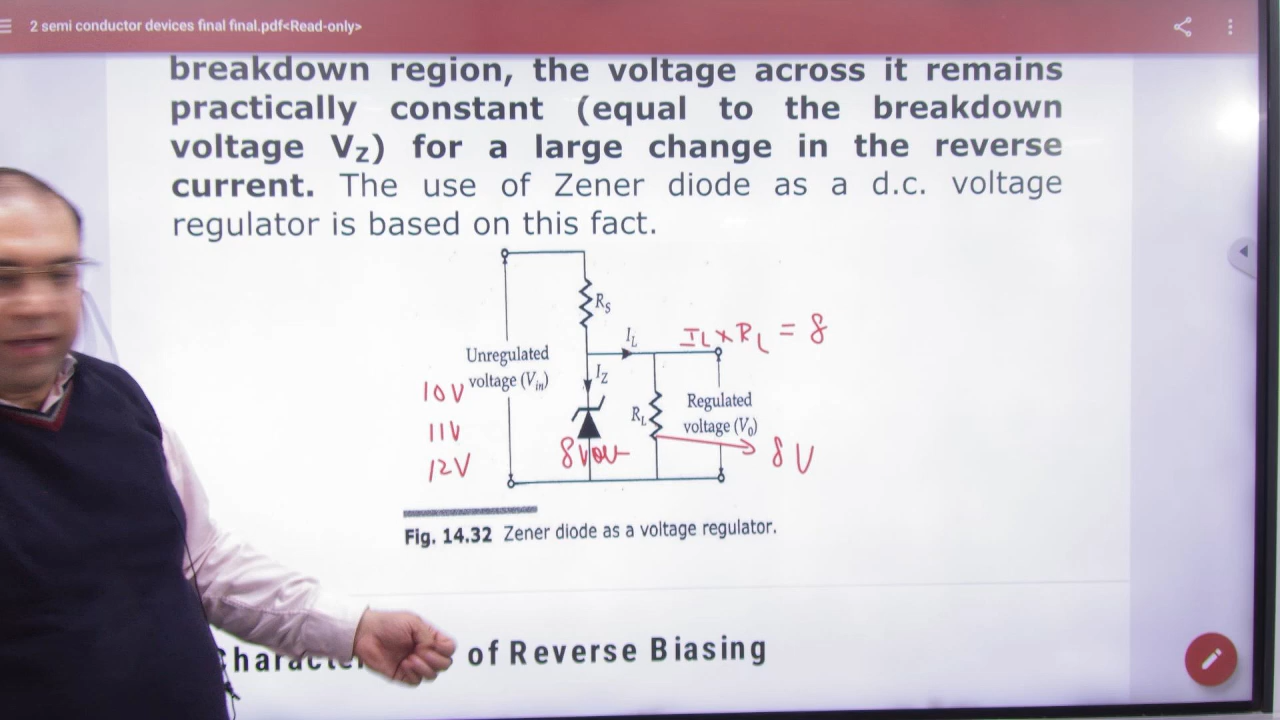 2 semi conductor devices final final.pdf<Read-only>
breakdown region, the voltage across it remains
practically constant (equal to the breakdown
voltage VZ) for a large change in the reverse
current. The use of Zener diode as a d.c. voltage
regulator is based on this fact.
RS
IL
IL x RL = 8
Unregulated
voltage (Vin)
IZ
10V
11V
12V
RL
Regulated
voltage (V0)
8 V
Fig. 14.32 Zener diode as a voltage regulator.
of Reverse Biasing